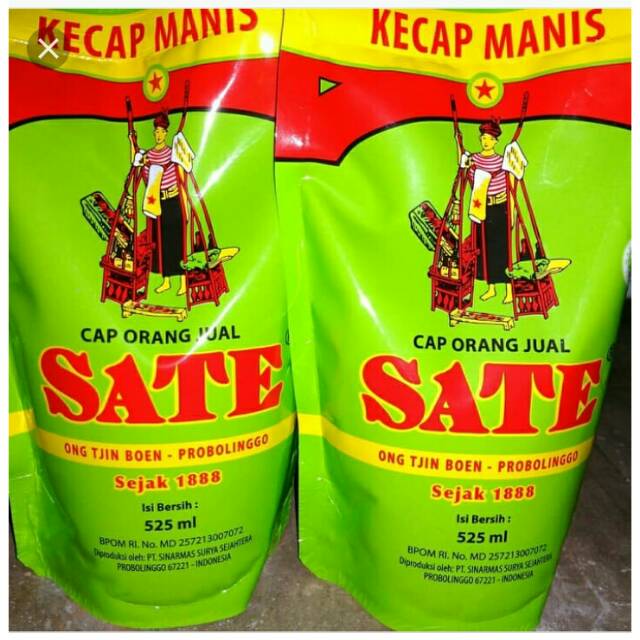 KECAP MANIS
CAP ORANG JUAL
SATE
ONG TJIN BOEN - PROBOLINGGO
Sejak 1888
Isi Bersih :
525 ml
BPOM RI. No. MD 257213007072
Diproduksi oleh: PT. SINARMAS SURYA SEJAHTERA
PROBOLINGGO 67221 - INDONESIA
KECAP MANIS
CAP ORANG JUAL
SATE
ONG TJIN BOEN - PROBOLINGGO
Sejak 1888
Isi Bersih :
525 ml
BPOM RI. No. MD 257213007072
Diproduksi oleh: PT. SINARMAS SURYA SEJAHTERA
PROBOLINGGO 67221 - INDONESIA